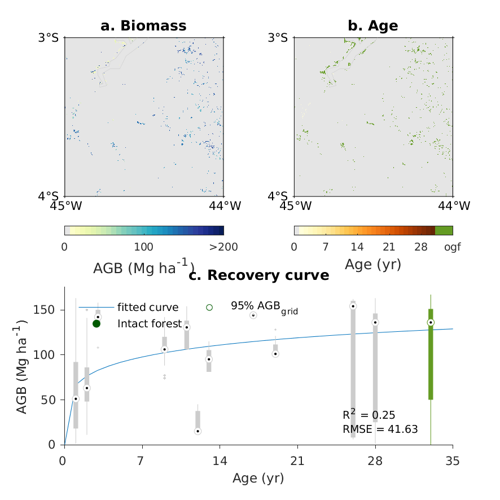 a. Biomass
b. Age
3°S
3°S
4°S
4°S
45°W
44°W
45°W
44°W
0
100
>200
0
7
14
21
28
ogf
AGB (Mg ha⁻¹)
Age (yr)
c. Recovery curve
fitted curve
95% AGB_grid
Intact forest
150
100
50
0
AGB (Mg ha⁻¹)
R² = 0.25
RMSE = 41.63
0
7
14
21
28
35
Age (yr)